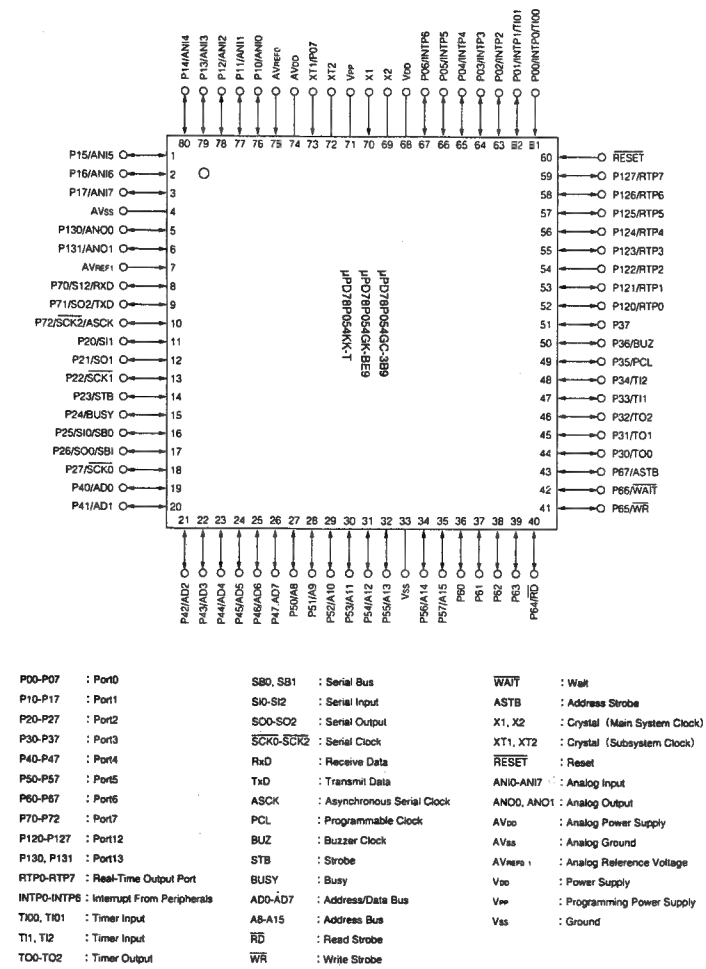 P14/ANI4
P13/ANI3
P12/ANI2
P11/ANI1
P10/ANI0
AVREF0
AVDD
XT1/P07
XT2
VPP
X1
X2
VDD
P06/INTP6
P05/INTP5
P04/INTP4
P03/INTP3
P02/INTP2
P01/INTP1/TI01
P00/INTP0/TI00
80 79 78 77 76 75 74 73 72 71 70 69 68 67 66 65 64 63
P15/ANI5 1
P16/ANI6 2
P17/ANI7 3
AVSS 4
P130/ANO0 5
P131/ANO1 6
AVREF1 7
P70/S12/RXD 8
P71/SO2/TXD 9
P72/S̅C̅K̅2̅/ASCK 10
P20/SI1 11
P21/SO1 12
P22/S̅C̅K̅1̅ 13
P23/STB 14
P24/BUSY 15
P25/SI0/SB0 16
P26/SO0/SBI 17
P27/S̅C̅K̅0̅ 18
P40/AD0 19
P41/AD1 20
µPD78P054GC-3B9
µPD78P054GK-BE9
µPD78P054KK-T
60 R̅E̅S̅E̅T̅
59 P127/RTP7
58 P126/RTP6
57 P125/RTP5
56 P124/RTP4
55 P123/RTP3
54 P122/RTP2
53 P121/RTP1
52 P120/RTP0
51 P37
50 P36/BUZ
49 P35/PCL
48 P34/TI2
47 P33/TI1
46 P32/TO2
45 P31/TO1
44 P30/TO0
43 P67/ASTB
42 P66/W̅A̅I̅T̅
41 P65/W̅R̅
21 22 23 24 25 26 27 28 29 30 31 32 33 34 35 36 37 38 39 40
P42/AD2
P43/AD3
P44/AD4
P45/AD5
P46/AD6
P47.AD7
P50/A8
P51/A9
P52/A10
P53/A11
P54/A12
P55/A13
VSS
P56/A14
P57/A15
P60
P61
P62
P63
P64/R̅D̅
P00-P07 : Port0
P10-P17 : Port1
P20-P27 : Port2
P30-P37 : Port3
P40-P47 : Port4
P50-P57 : Port5
P60-P67 : Port6
P70-P72 : Port7
P120-P127 : Port12
P130, P131 : Port13
RTP0-RTP7 : Real-Time Output Port
INTP0-INTP6 : Interrupt From Peripherals
TI00, TI01 : Timer Input
TI1, TI2 : Timer Input
TO0-TO2 : Timer Output
SB0, SB1 : Serial Bus
SI0-SI2 : Serial Input
SO0-SO2 : Serial Output
S̅C̅K̅0̅-S̅C̅K̅2̅ : Serial Clock
RxD : Receive Data
TxD : Transmit Data
ASCK : Asynchronous Serial Clock
PCL : Programmable Clock
BUZ : Buzzer Clock
STB : Strobe
BUSY : Busy
AD0-AD7 : Address/Data Bus
A8-A15 : Address Bus
R̅D̅ : Read Strobe
W̅R̅ : Write Strobe
W̅A̅I̅T̅ : Wait
ASTB : Address Strobe
X1, X2 : Crystal (Main System Clock)
XT1, XT2 : Crystal (Subsystem Clock)
R̅E̅S̅E̅T̅ : Reset
ANI0-ANI7 : Analog Input
ANO0, ANO1 : Analog Output
AVDD : Analog Power Supply
AVSS : Analog Ground
: Analog Reference Voltage
VDD : Power Supply
VPP : Programming Power Supply
VSS : Ground